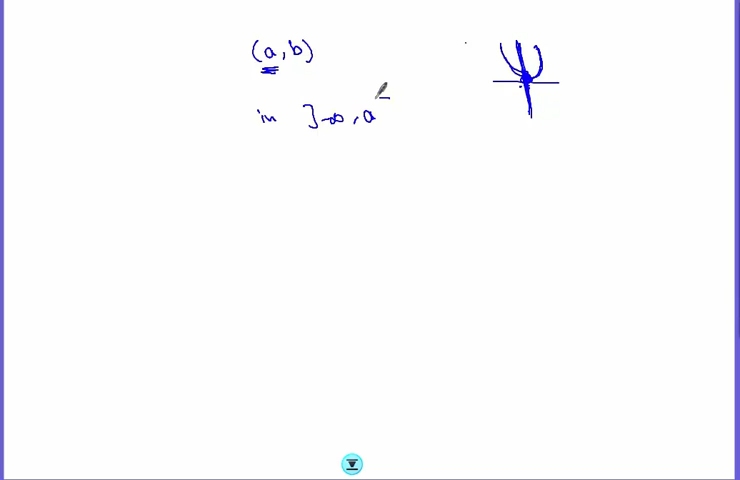 (a, b)
in ]-∞, a